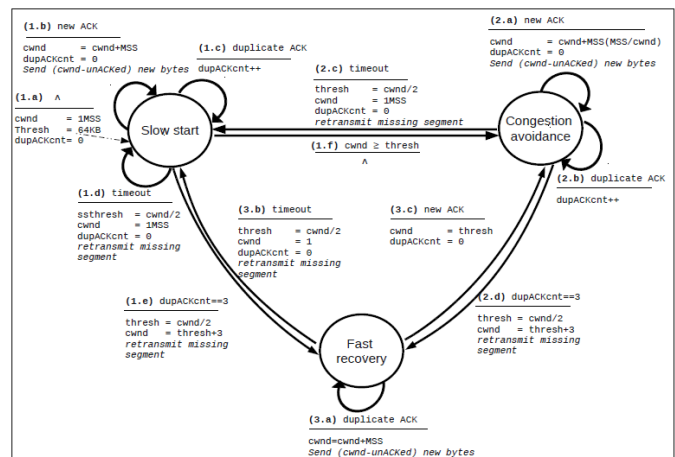 (1.b) new ACK
cwnd = cwnd+MSS
dupACKcnt = 0
Send (cwnd-unACKed) new bytes
(1.c) duplicate ACK
dupACKcnt++
(1.a) ^
cwnd = 1MSS
Thresh = 64KB
dupACKcnt= 0
Slow start
(1.d) timeout
ssthresh = cwnd/2
cwnd = 1MSS
dupACKcnt = 0
retransmit missing
segment
(2.c) timeout
thresh = cwnd/2
cwnd = 1MSS
dupACKcnt = 0
retransmit missing segment
(1.f) cwnd ≥ thresh
^
(2.a) new ACK
cwnd = cwnd+MSS(MSS/cwnd)
dupACKcnt = 0
Send (cwnd-unACKed) new bytes
Congestion
avoidance
(2.b) duplicate ACK
dupACKcnt++
(3.b) timeout
thresh = cwnd/2
cwnd = 1
dupACKcnt = 0
retransmit missing
segment
(3.c) new ACK
cwnd = thresh
dupACKcnt = 0
(1.e) dupACKcnt==3
thresh = cwnd/2
cwnd = thresh+3
retransmit missing
segment
(2.d) dupACKcnt==3
thresh = cwnd/2
cwnd = thresh+3
retransmit missing
segment
Fast
recovery
(3.a) duplicate ACK
cwnd=cwnd+MSS
Send (cwnd-unACKed) new bytes